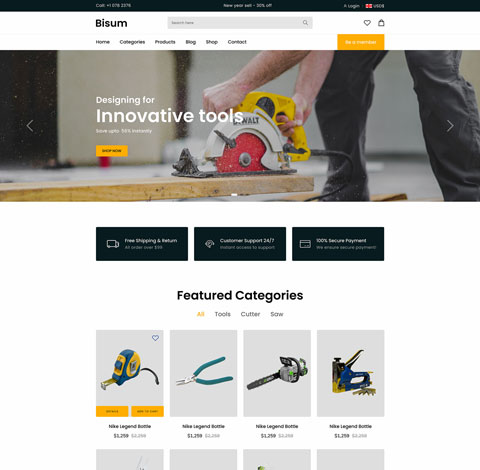 Call: +1 078 2376
New year sell - 30% off
Login
USD$
Bisum
Search here
Home Categories Products Blog Shop Contact
Be a member
Designing for
Innovative tools
Save upto 50% instantly
SHOP NOW
DEWALT
Free Shipping & Return
All order over $99
Customer Support 24/7
Instant access to support
100% Secure Payment
We ensure secure payment!
Featured Categories
All Tools Cutter Saw
DETAILS ADD TO CART
Nike Legend Bottle Nike Legend Bottle Nike Legend Bottle Nike Legend Bottle
$1,259 $2,259 $1,259 $2,259 $1,259 $2,259 $1,259 $2,259